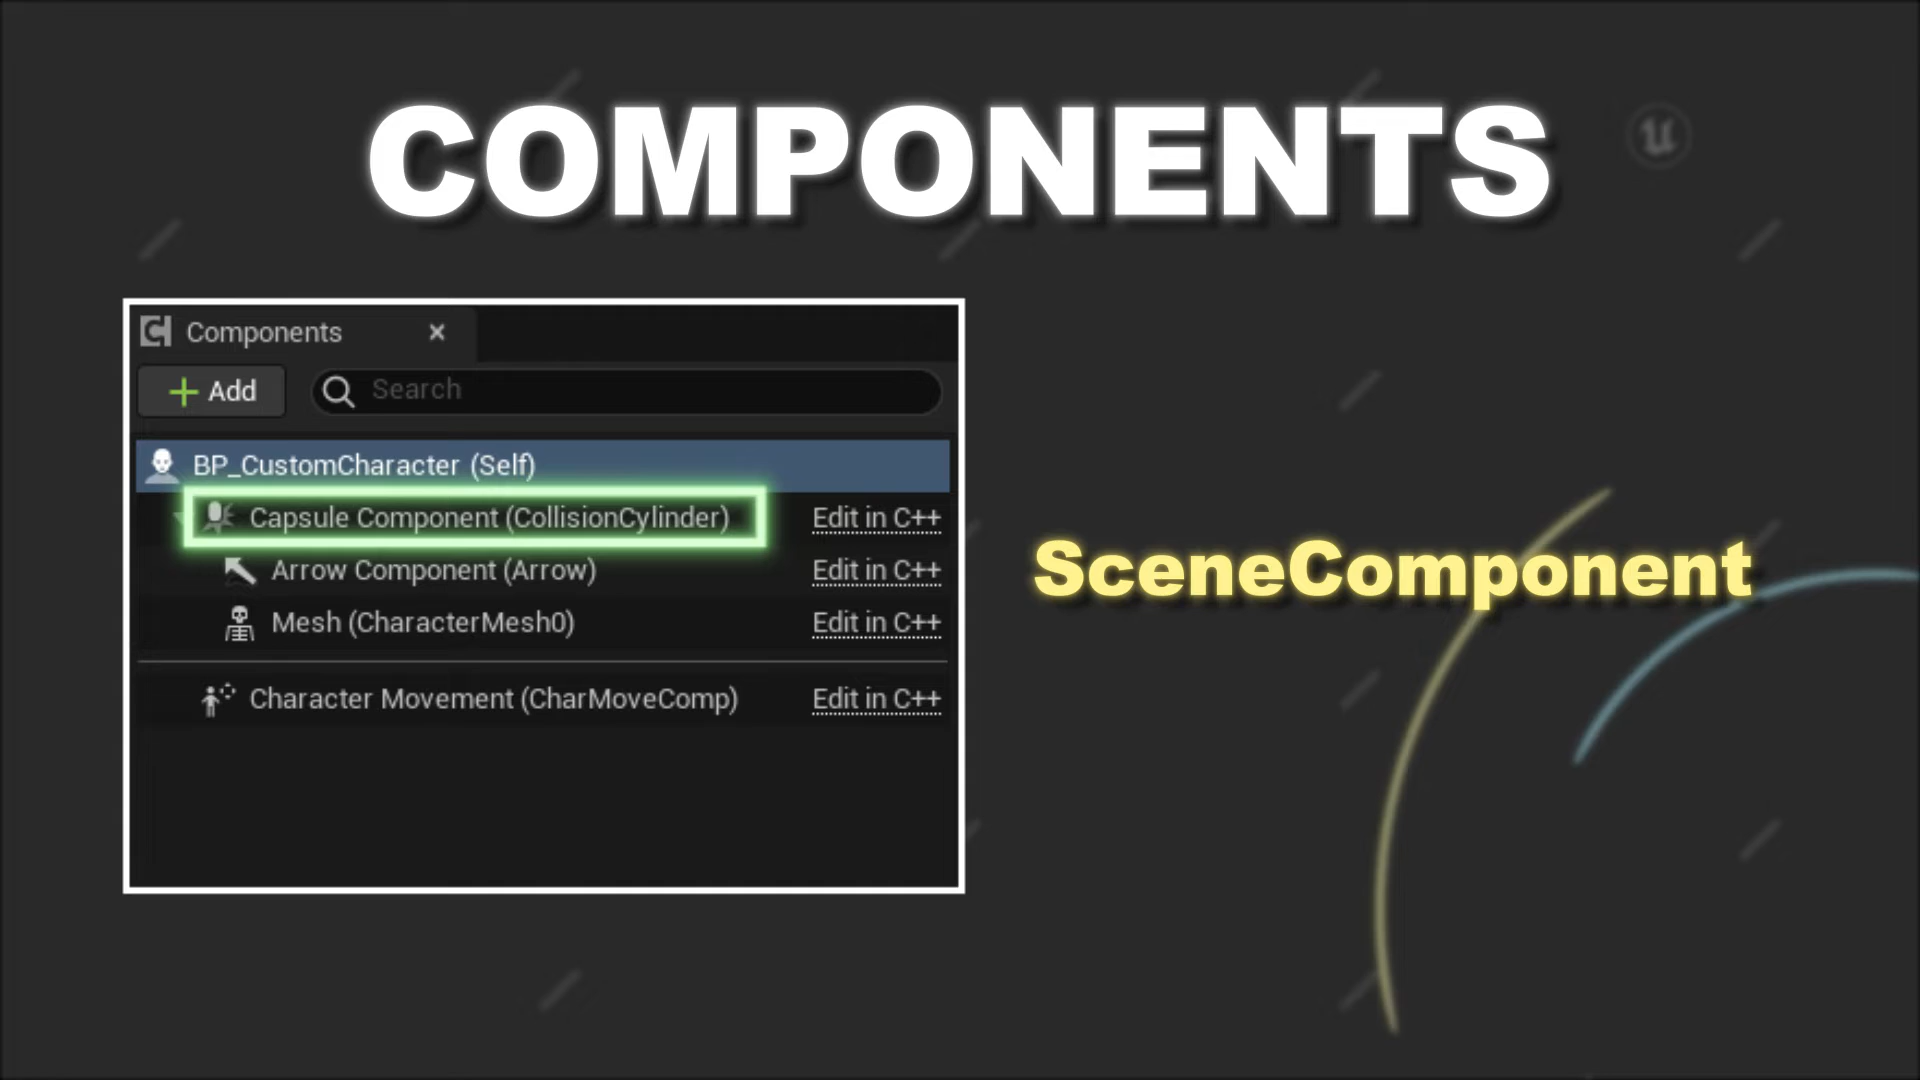 COMPONENTS
Components
Add
Search
BP_CustomCharacter (Self)
Capsule Component (CollisionCylinder) Edit in C++
Arrow Component (Arrow) Edit in C++
Mesh (CharacterMesh0) Edit in C++
Character Movement (CharMoveComp) Edit in C++
SceneComponent